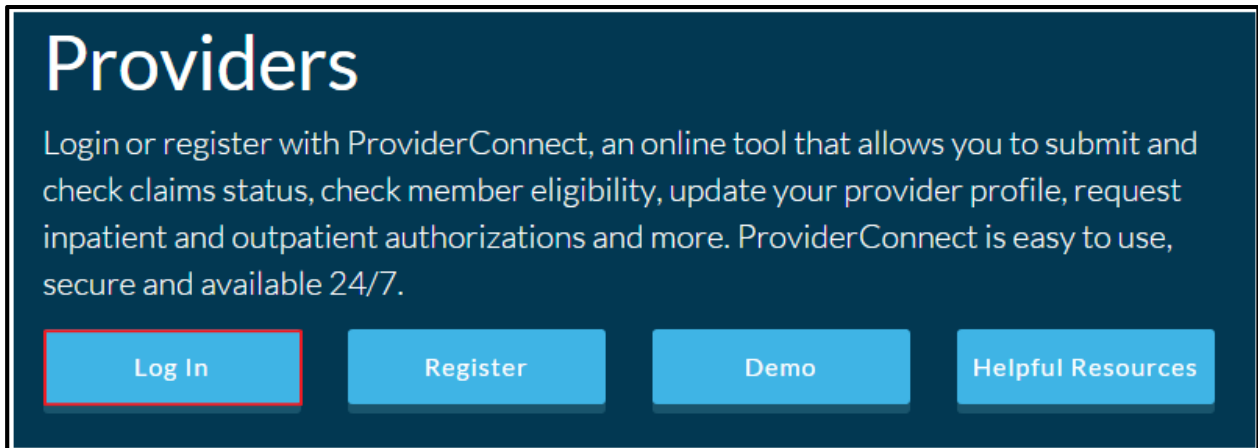 Providers
Login or register with ProviderConnect, an online tool that allows you to submit and
check claims status, check member eligibility, update your provider profile, request
inpatient and outpatient authorizations and more. ProviderConnect is easy to use,
secure and available 24/7.
Log In
Register
Demo
Helpful Resources